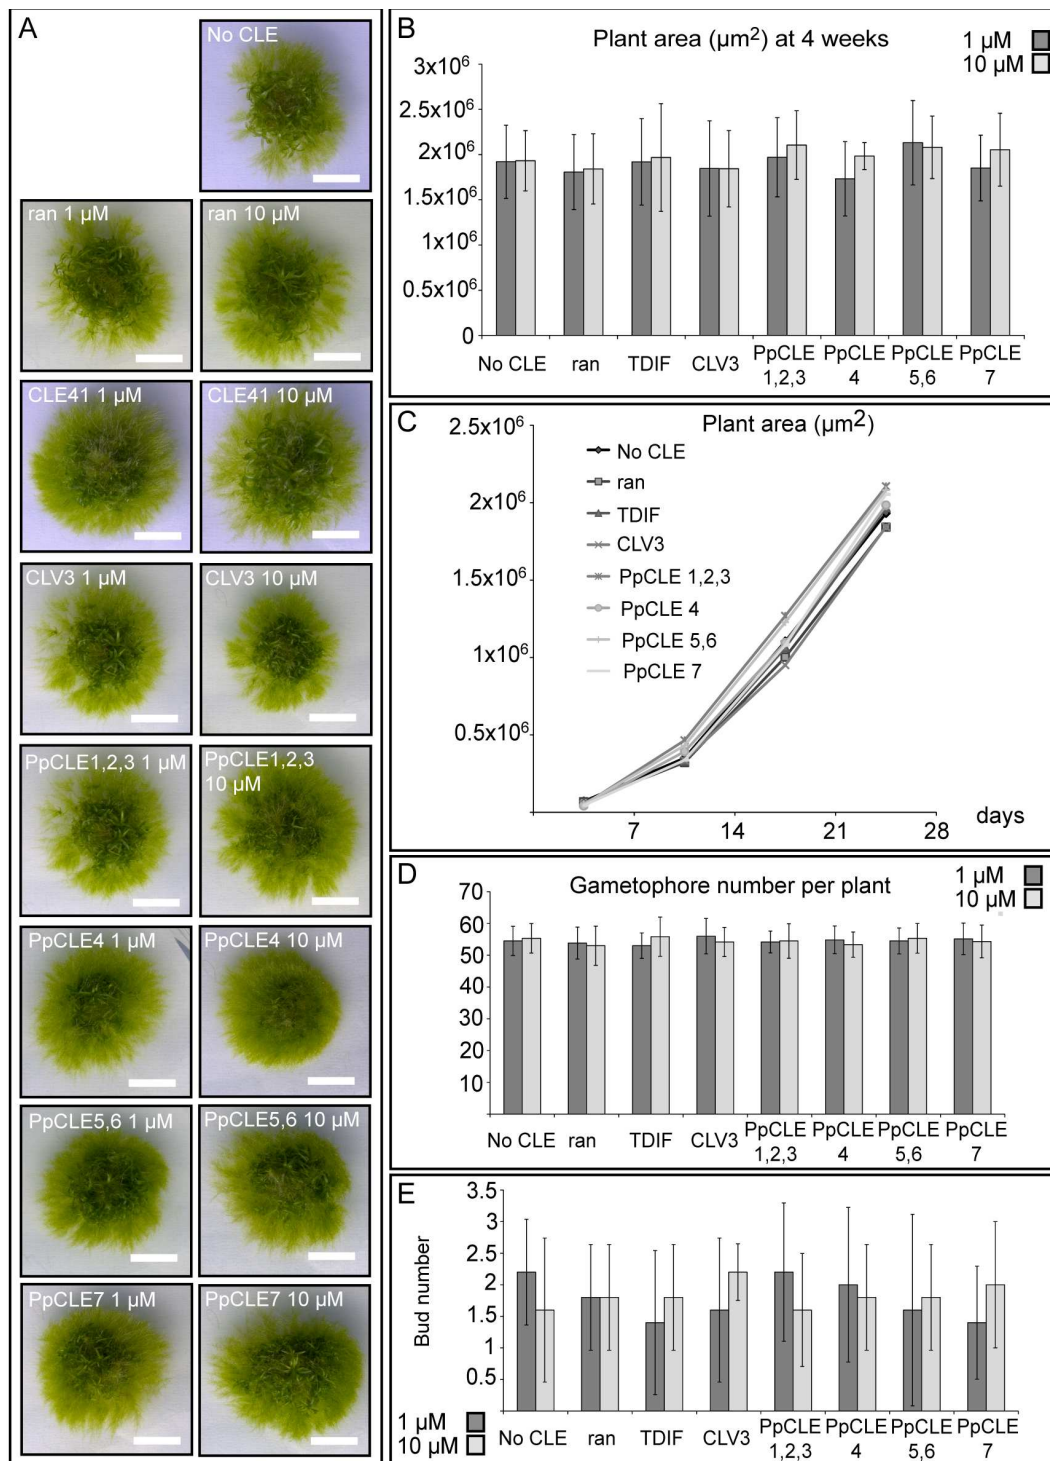 A
No CLE
ran 1 µM
ran 10 µM
CLE41 1 µM
CLE41 10 µM
CLV3 1 µM
CLV3 10 µM
PpCLE1,2,3 1 µM
PpCLE1,2,3
10 µM
PpCLE4 1 µM
PpCLE4 10 µM
PpCLE5,6 1 µM
PpCLE5,6 10 µM
PpCLE7 1 µM
PpCLE7 10 µM
B
Plant area (µm²) at 4 weeks
1 µM
10 µM
3x10⁶
2.5x10⁶
2x10⁶
1.5x10⁶
1x10⁶
0.5x10⁶
0
No CLE ran TDIF CLV3 PpCLE PpCLE PpCLE PpCLE
1,2,3 4 5,6 7
C
Plant area (µm²)
2.5x10⁶
2x10⁶
1.5x10⁶
1x10⁶
0.5x10⁶
No CLE
ran
TDIF
CLV3
PpCLE 1,2,3
PpCLE 4
PpCLE 5,6
PpCLE 7
7 14 21 28 days
D
Gametophore number per plant
1 µM
10 µM
70
60
50
40
30
20
10
No CLE ran TDIF CLV3 PpCLE PpCLE PpCLE PpCLE
1,2,3 4 5,6 7
E
Bud number
3.5
3
2.5
2
1.5
1
0.5
1 µM
10 µM
No CLE ran TDIF CLV3 PpCLE PpCLE PpCLE PpCLE
1,2,3 4 5,6 7